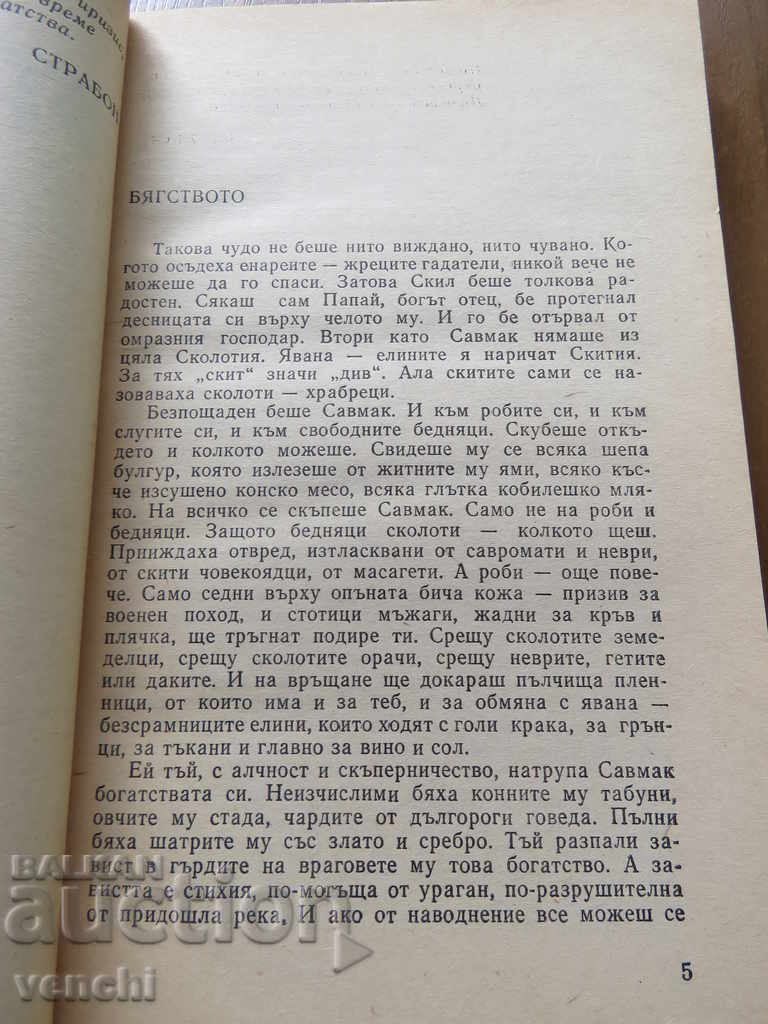 призис
време
атства.
СТРАБОН
БЯГСТВОТО
Такова чудо не беше нито виждано, нито чувано. Ко-
гото осъдеха енареите — жреците гадатели, никой вече не
можеше да го спаси. Затова Скил беше толкова ра-
достен. Сякаш сам Папай, богът отец, бе протегнал
десницата си върху челото му. И го бе отървал от
омразния господар. Втори като Савмак нямаше из
цяла Сколотия. Явана — елините я наричат Скития.
За тях „скит“ значи „див“. Ала скитите сами се на-
зоваваха сколоти — храбреци.
Безпощаден беше Савмак. И към робите си, и към
слугите си, и към свободните бедняци. Скубеше откъ-
дето и колкото можеше. Свидеше му се всяка шепа
булгур, която излезеше от житните му ями, всяко късч-
че изсушено конско месо, всяка глътка кобилешко мля-
ко. На всичко се скъпеше Савмак. Само не на роби и
бедняци. Защото бедняци сколоти — колкото щеш.
Прииждаха отвред, изтласквани от савромати и неври,
от скити човекоядци, от масагети. А роби — още пове-
че. Само седни върху опъната бича кожа — призив за
военен поход, и стотици мъжаги, жадни за кръв и
плячка, ще тръгнат подире ти. Срещу сколотите земе-
делци, срещу сколотите орачи, срещу неврите, гетите
или даките. И на връщане ще докараш пълчища плен-
ници, от които има и за теб, и за обмяна с явана —
безсрамниците елини, които ходят с голи крака, за грън-
ци, за тъкани и главно за вино и сол.
Ей тъй, с алчност и скъперничество, натрупа Савмак
богатствата си. Неизчислими бяха конните му табуни,
овчите му стада, чардите от дългороги говеда. Пълни
бяха шатрите му със злато и сребро. Тъй разпали за-
вист в гърдите на враговете му това богатство. А за-
вистта е стихия, по-могъща от ураган, по-разрушителна
от придошла река, И ако от наводнение все можеш се
5
BALKAN
auction
venchi